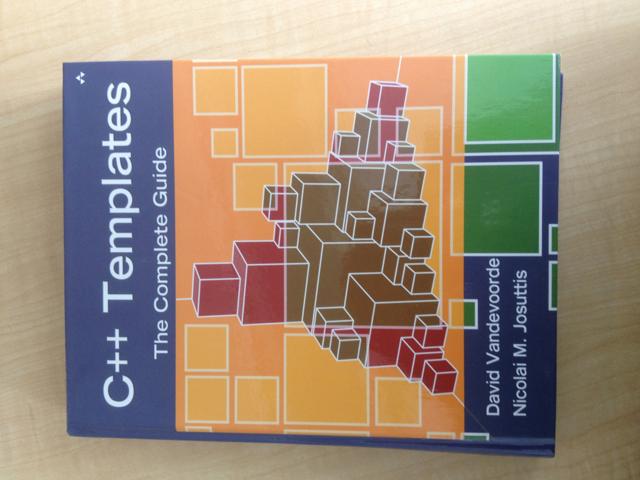 C++ Templates
The Complete Guide
David Vandevoorde
Nicolai M. Josuttis